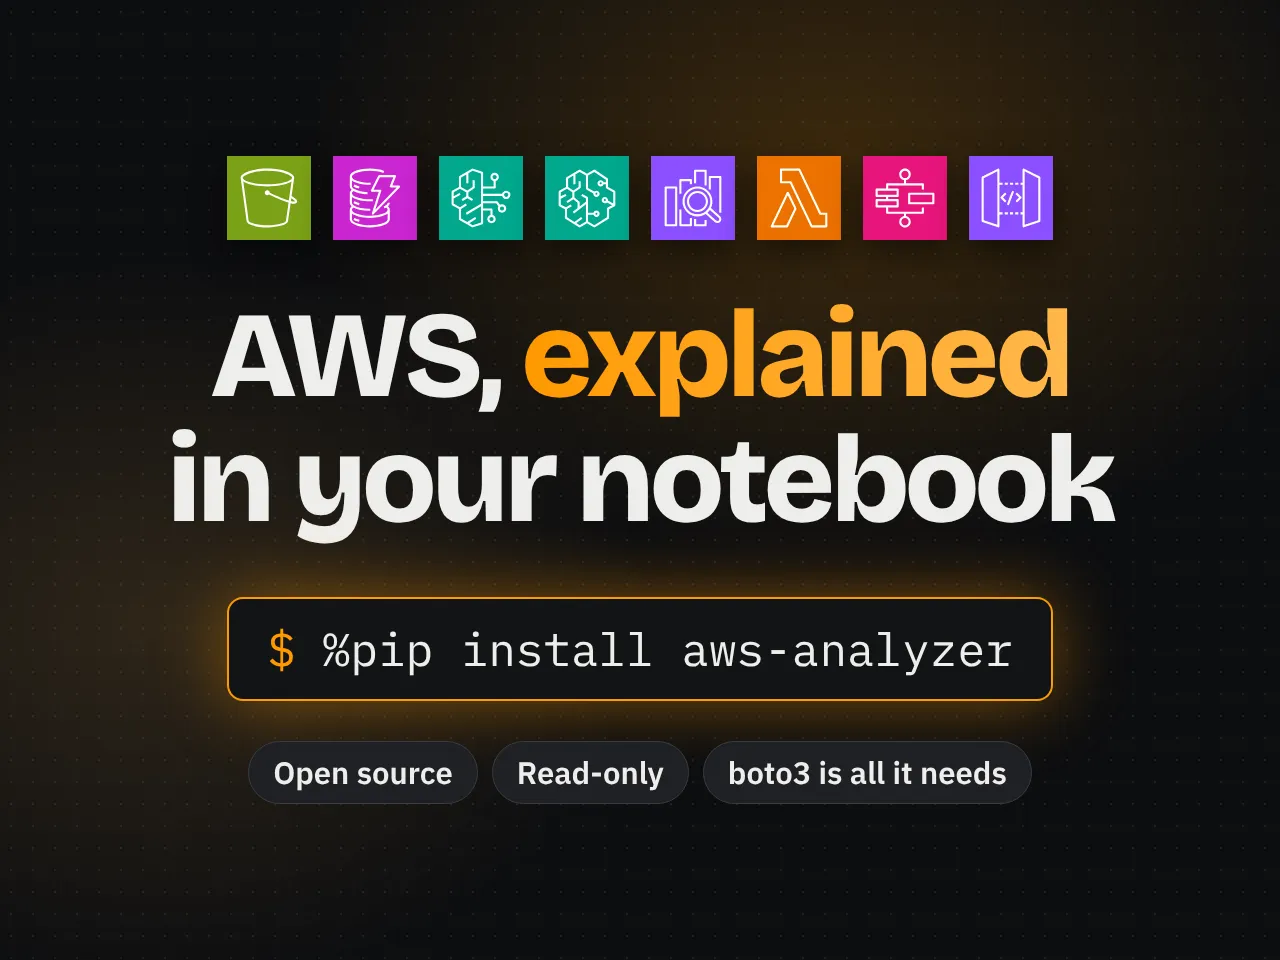 </>
AWS, explained
in your notebook
$ %pip install aws-analyzer
Open source
Read-only
boto3 is all it needs